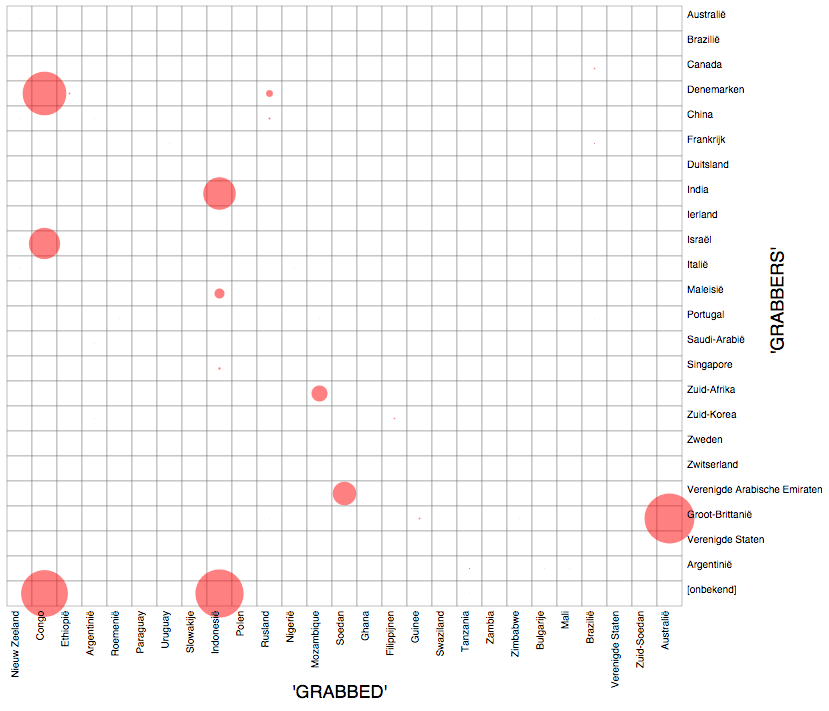 Australië
Brazilië
Canada
Denemarken
China
Frankrijk
Duitsland
India
Ierland
Israël
Italië
Maleisië
Portugal
Saudi-Arabië
Singapore
Zuid-Afrika
Zuid-Korea
Zweden
Zwitserland
Verenigde Arabische Emiraten
Groot-Brittanië
Verenigde Staten
Argentinië
[onbekend]
'GRABBERS'
Nieuw Zeeland
Congo
Ethiopië
Argentinië
Roemenië
Paraguay
Uruguay
Slowakije
Indonesië
Polen
Rusland
Nigerië
Mozambique
Soedan
Ghana
Filippijnen
Guinee
Swaziland
Tanzania
Zambia
Zimbabwe
Bulgarije
Mali
Brazilië
Verenigde Staten
Zuid-Soedan
Australië
'GRABBED'